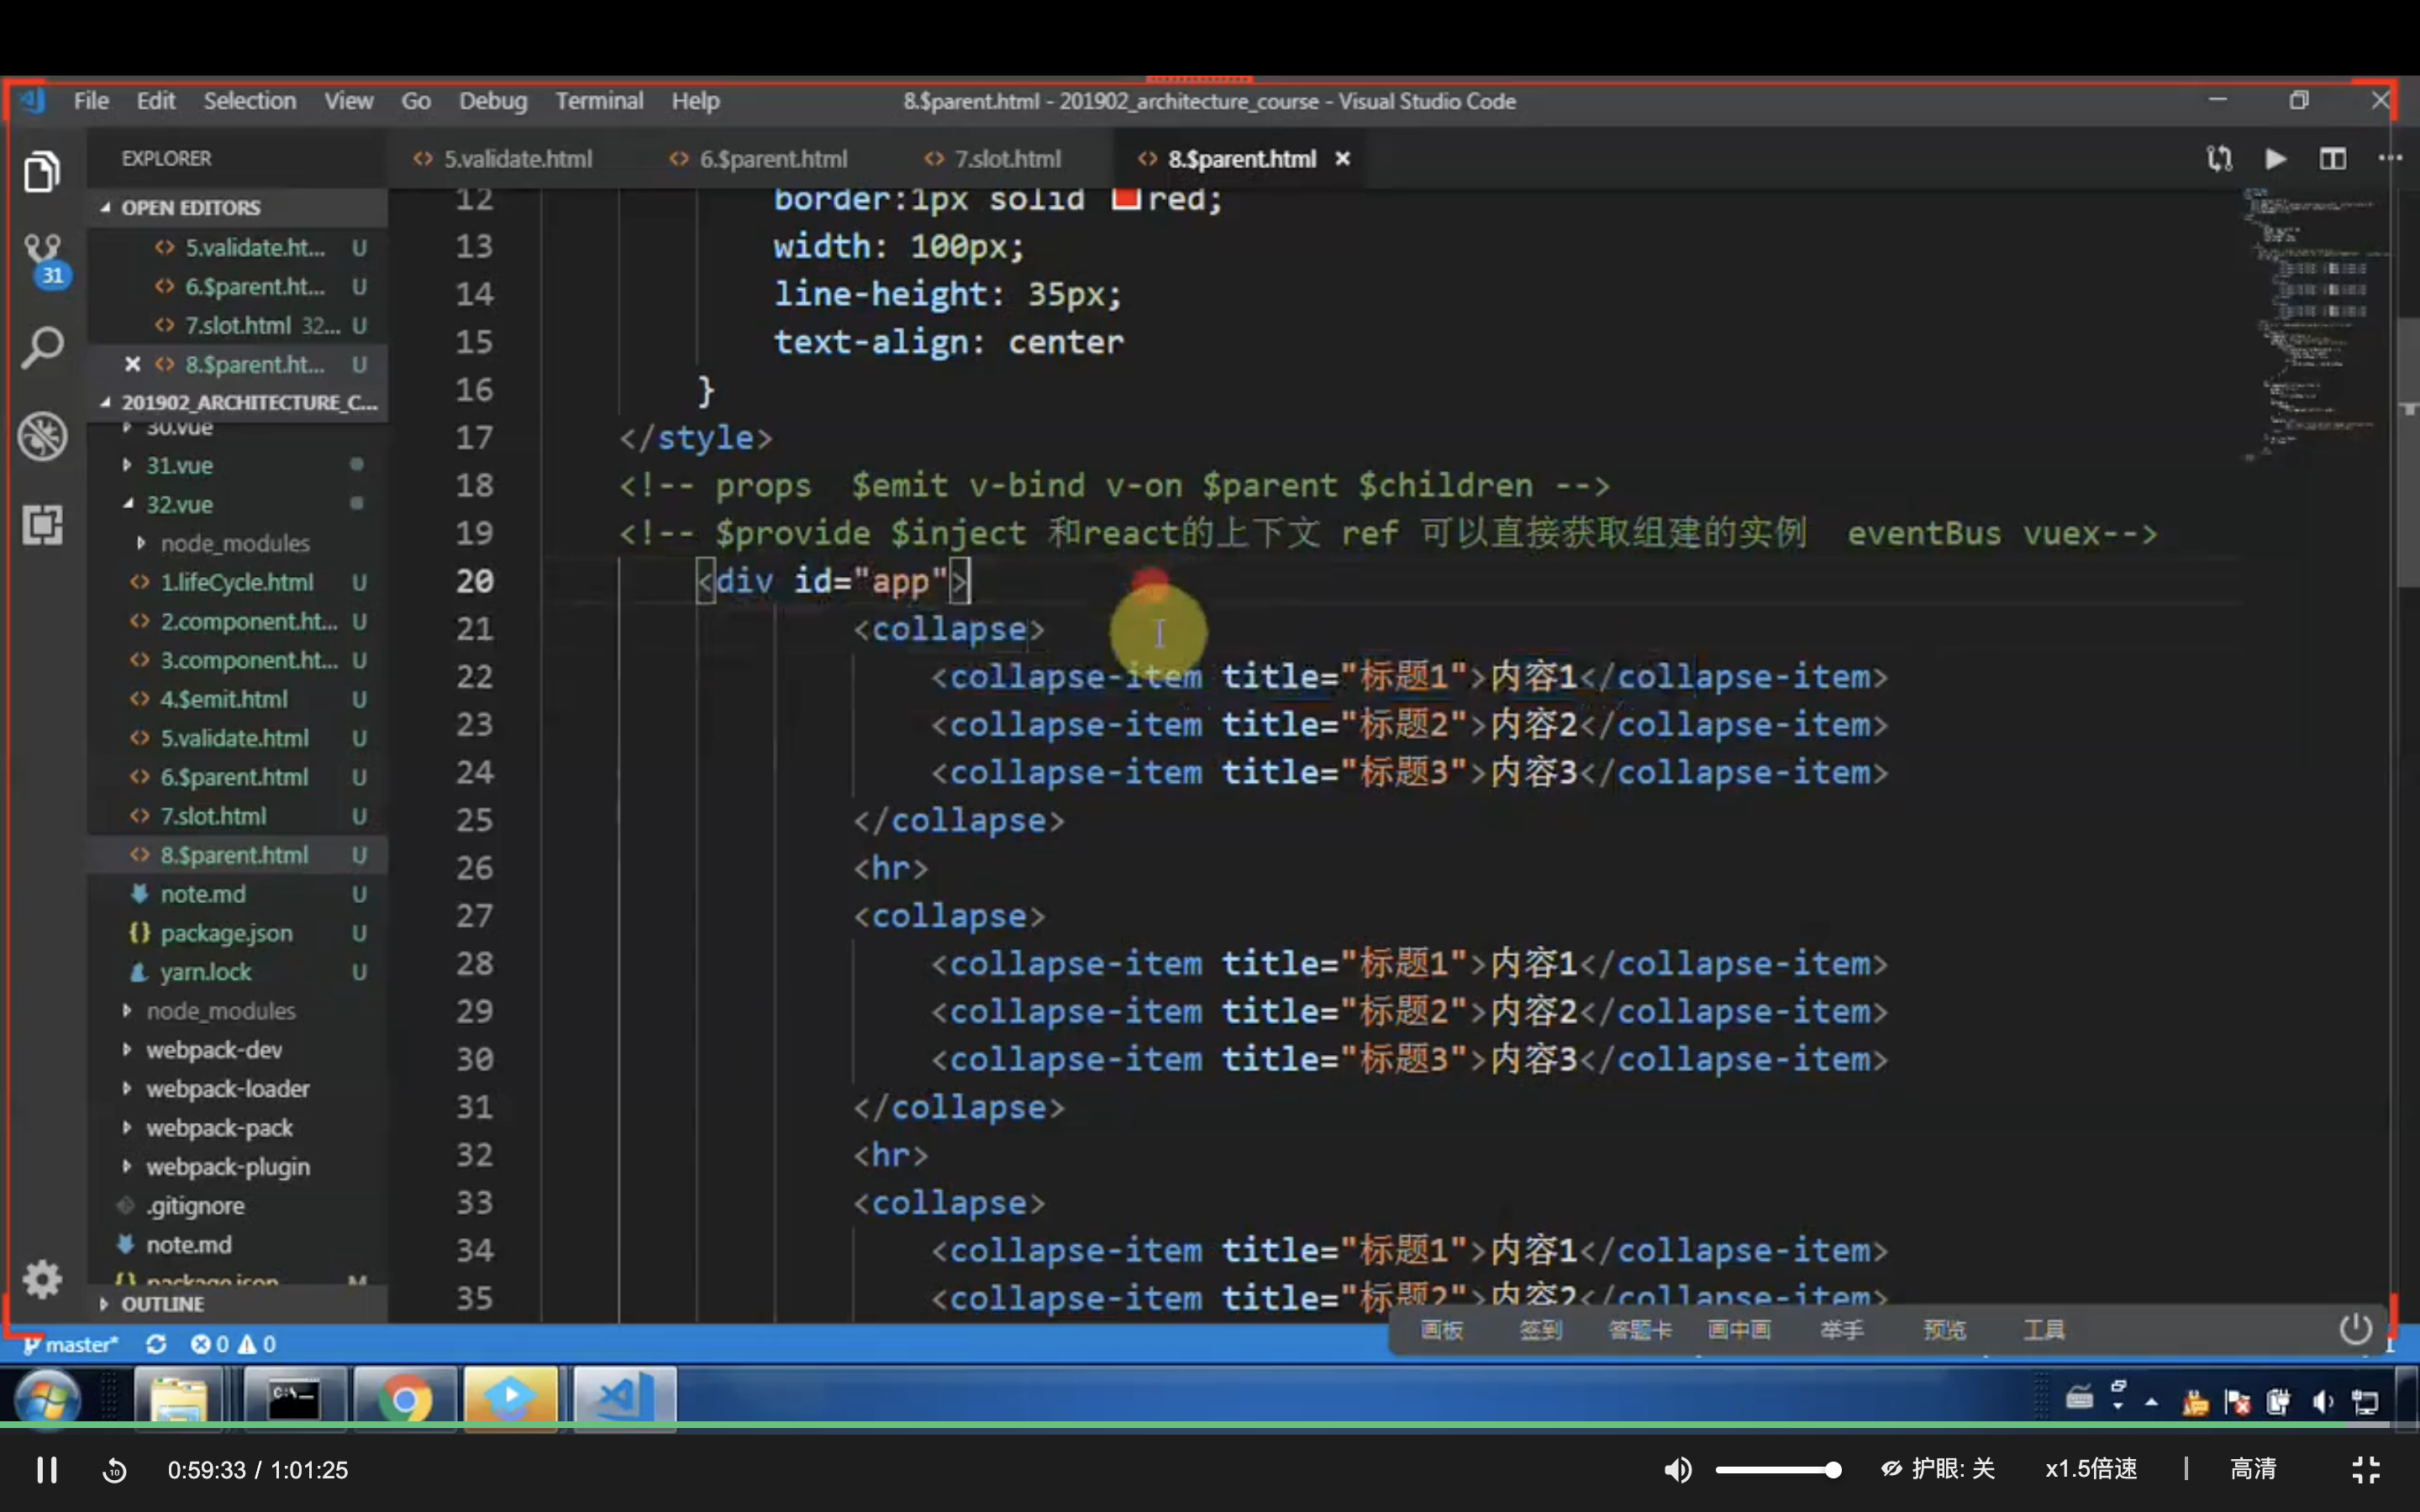 File Edit Selection View Go Debug Terminal Help 8.$parent.html - 201902_architecture_course - Visual Studio Code
EXPLORER
5.validate.html 6.$parent.html 7.slot.html 8.$parent.html
OPEN EDITORS
5.validate.ht... U
6.$parent.ht... U
7.slot.html 32... U
8.$parent.ht... U
201902_ARCHITECTURE_C...
30.vue
31.vue
32.vue
node_modules
1.lifeCycle.html U
2.component.ht... U
3.component.ht... U
4.$emit.html U
5.validate.html U
6.$parent.html U
7.slot.html U
8.$parent.html U
note.md U
package.json U
yarn.lock U
node_modules
webpack-dev
webpack-loader
webpack-pack
webpack-plugin
.gitignore
note.md
package.json M
OUTLINE
31
12 border:1px solid red;
13 width: 100px;
14 line-height: 35px;
15 text-align: center
16 }
17 </style>
18 <!-- props $emit v-bind v-on $parent $children -->
19 <!-- $provide $inject 和react的上下文 ref 可以直接获取组建的实例 eventBus vuex-->
20 <div id="app">
21 <collapse>
22 <collapse-item title="标题1">内容1</collapse-item>
23 <collapse-item title="标题2">内容2</collapse-item>
24 <collapse-item title="标题3">内容3</collapse-item>
25 </collapse>
26 <hr>
27 <collapse>
28 <collapse-item title="标题1">内容1</collapse-item>
29 <collapse-item title="标题2">内容2</collapse-item>
30 <collapse-item title="标题3">内容3</collapse-item>
31 </collapse>
32 <hr>
33 <collapse>
34 <collapse-item title="标题1">内容1</collapse-item>
35 <collapse-item title="标题2">内容2</collapse-item>
画板 签到 答题卡 画中画 举手 预览 工具
master* 0 0
C:\
10 0:59:33 / 1:01:25 护眼: 关 x1.5倍速 | 高清